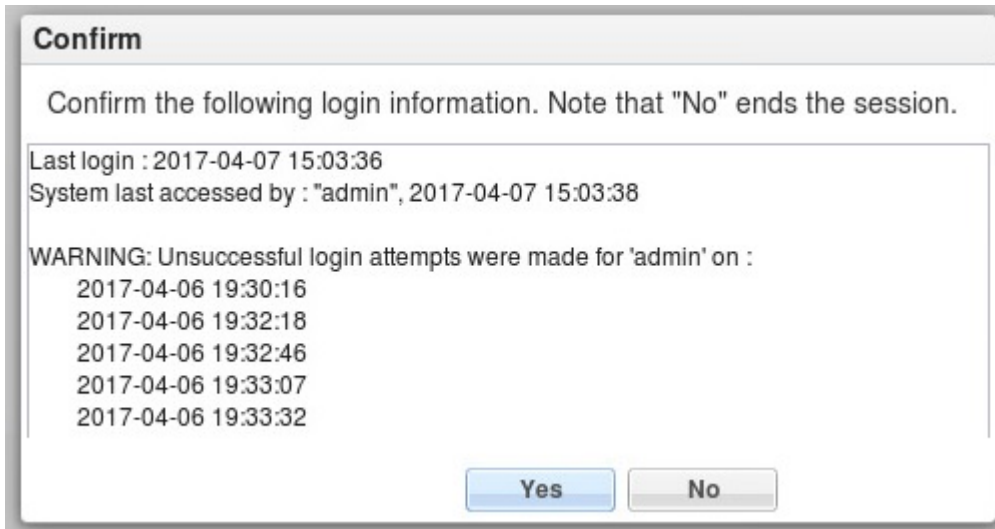 Confirm
Confirm the following login information. Note that "No" ends the session.
Last login : 2017-04-07 15:03:36
System last accessed by : "admin", 2017-04-07 15:03:38
WARNING: Unsuccessful login attempts were made for 'admin' on :
2017-04-06 19:30:16
2017-04-06 19:32:18
2017-04-06 19:32:46
2017-04-06 19:33:07
2017-04-06 19:33:32
Yes No